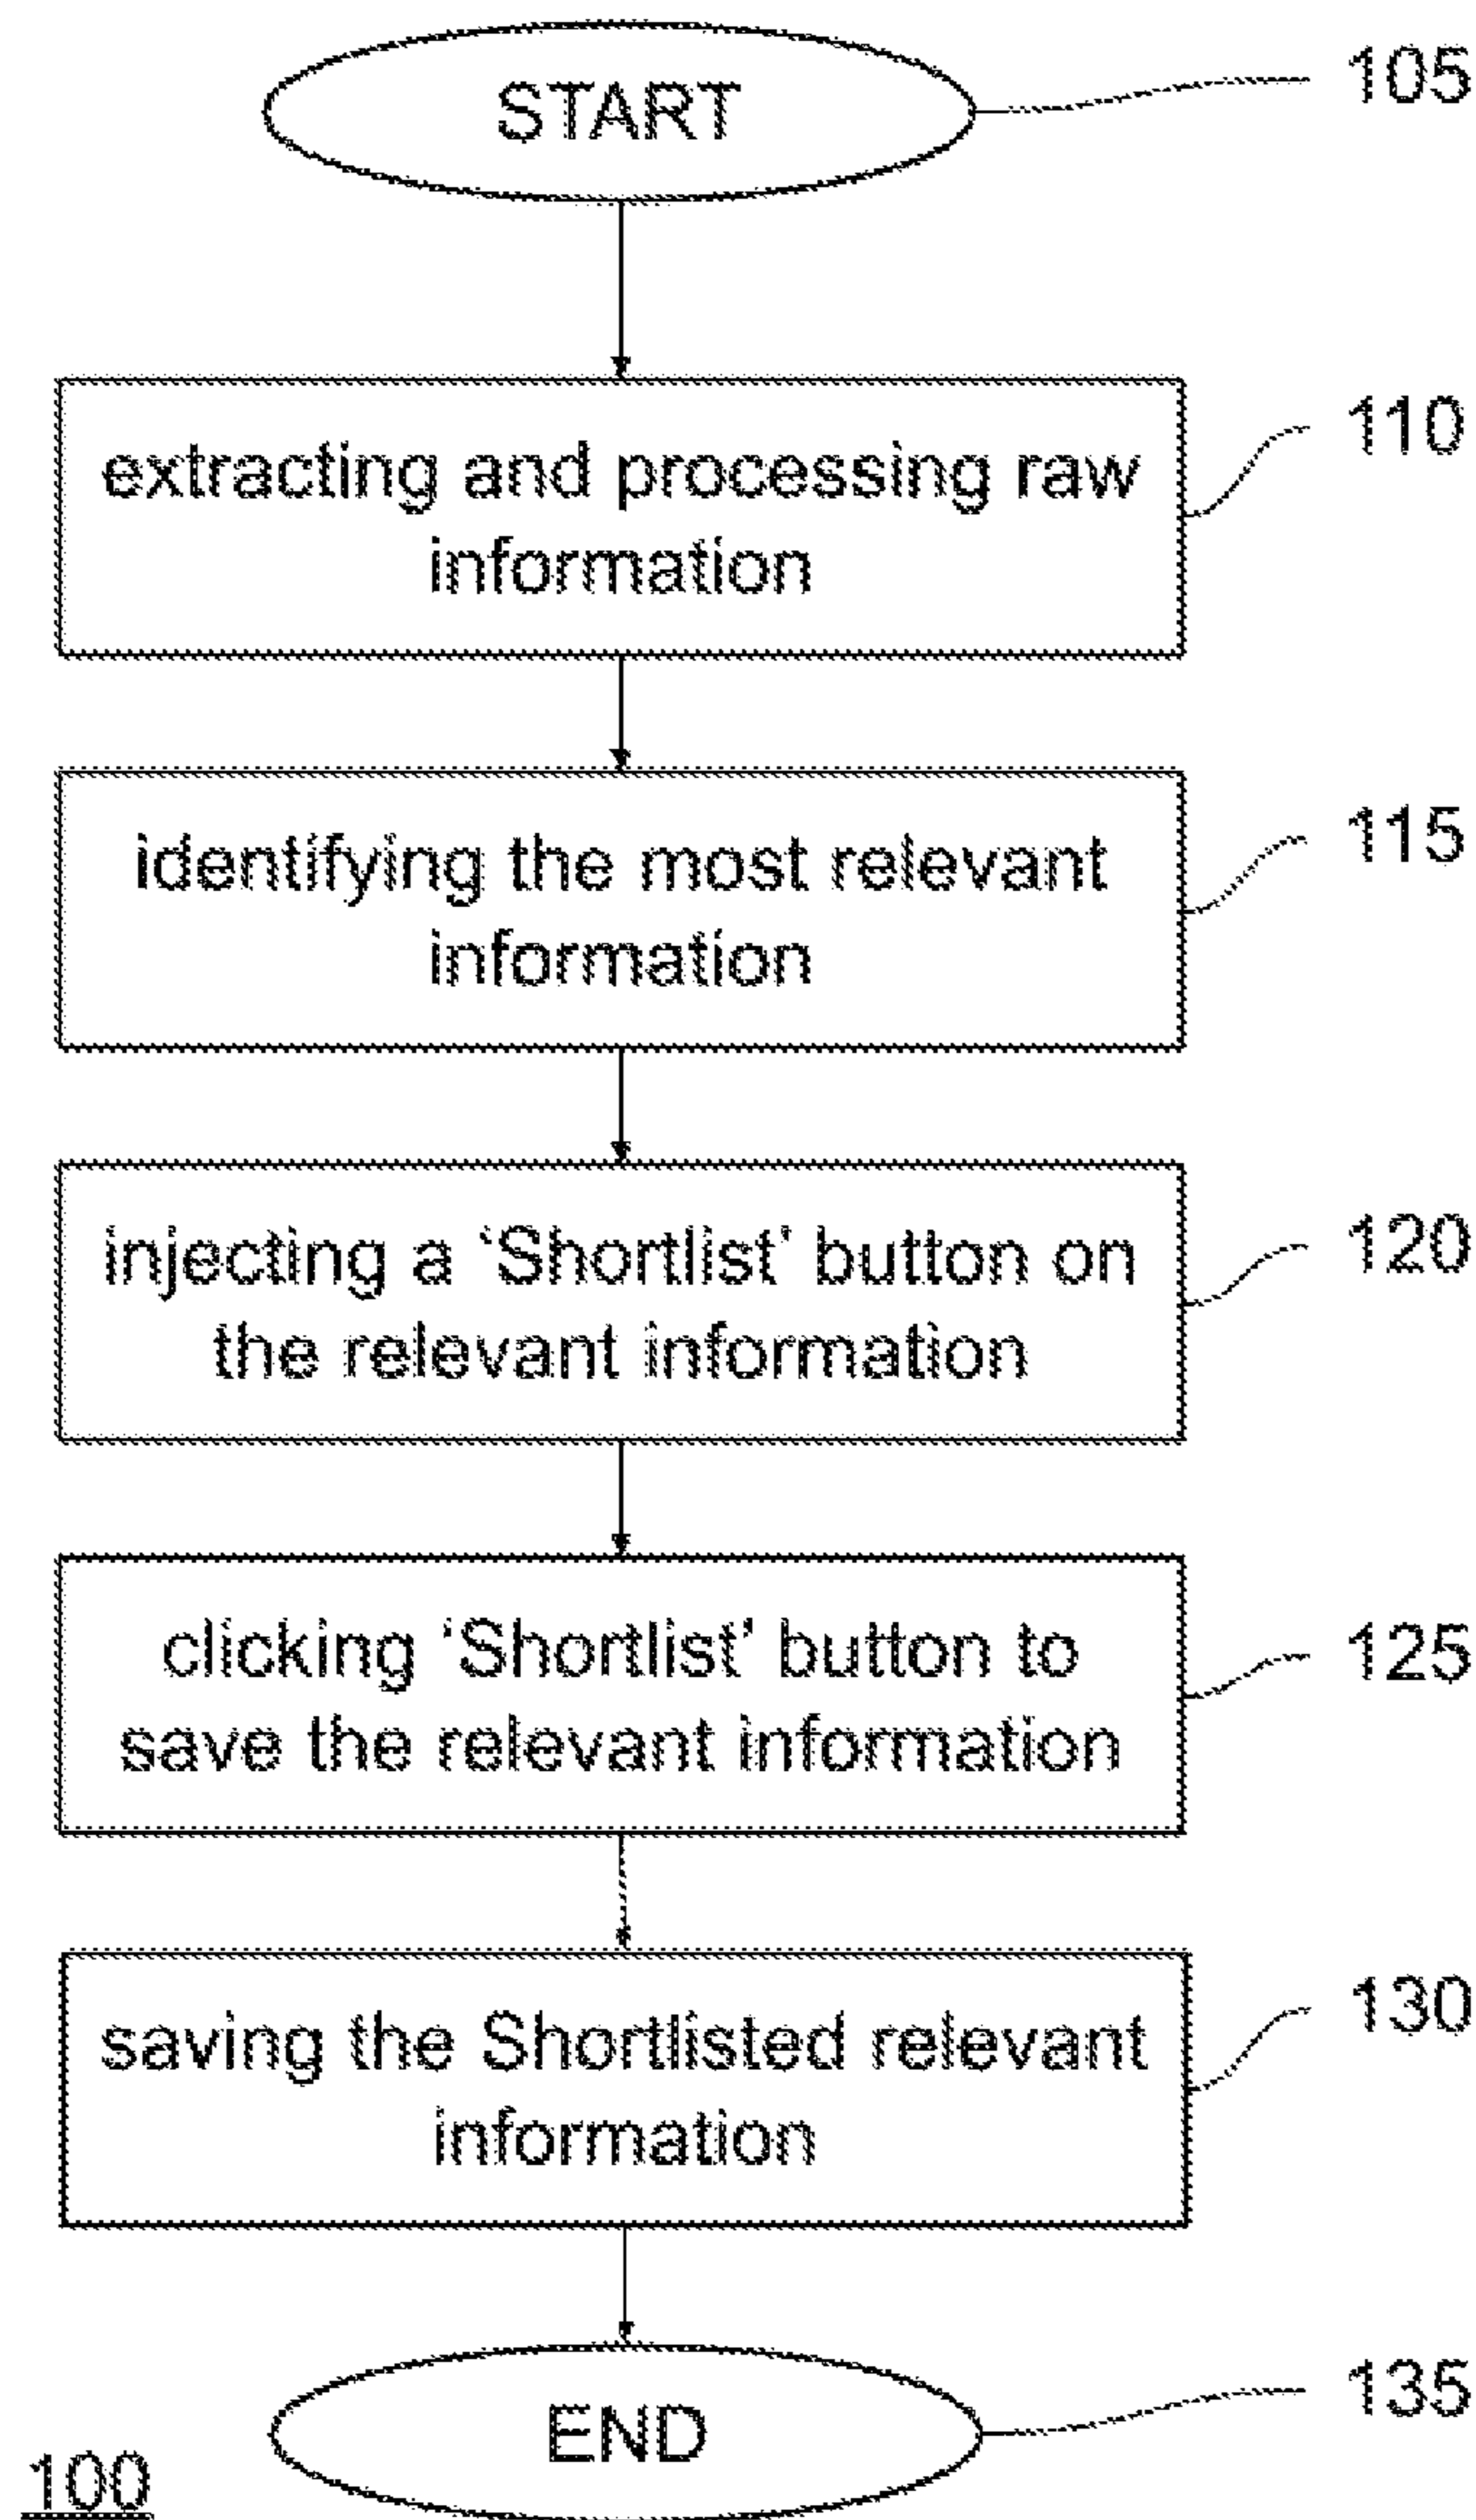 START
105
extracting and processing raw
information
110
identifying the most relevant
information
115
injecting a ‘Shortlist’ button on
the relevant information
120
clicking ‘Shortlist’ button to
save the relevant information
125
saving the Shortlisted relevant
information
130
END
135
100